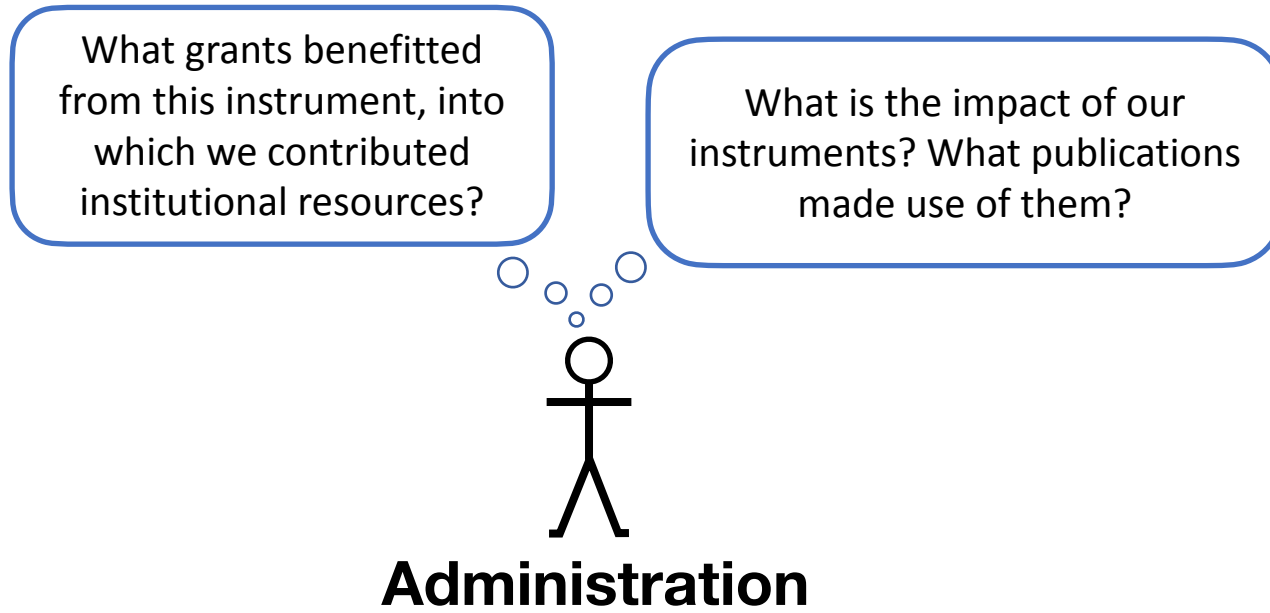 What grants benefitted
from this instrument, into
which we contributed
institutional resources?
What is the impact of our
instruments? What publications
made use of them?
Administration